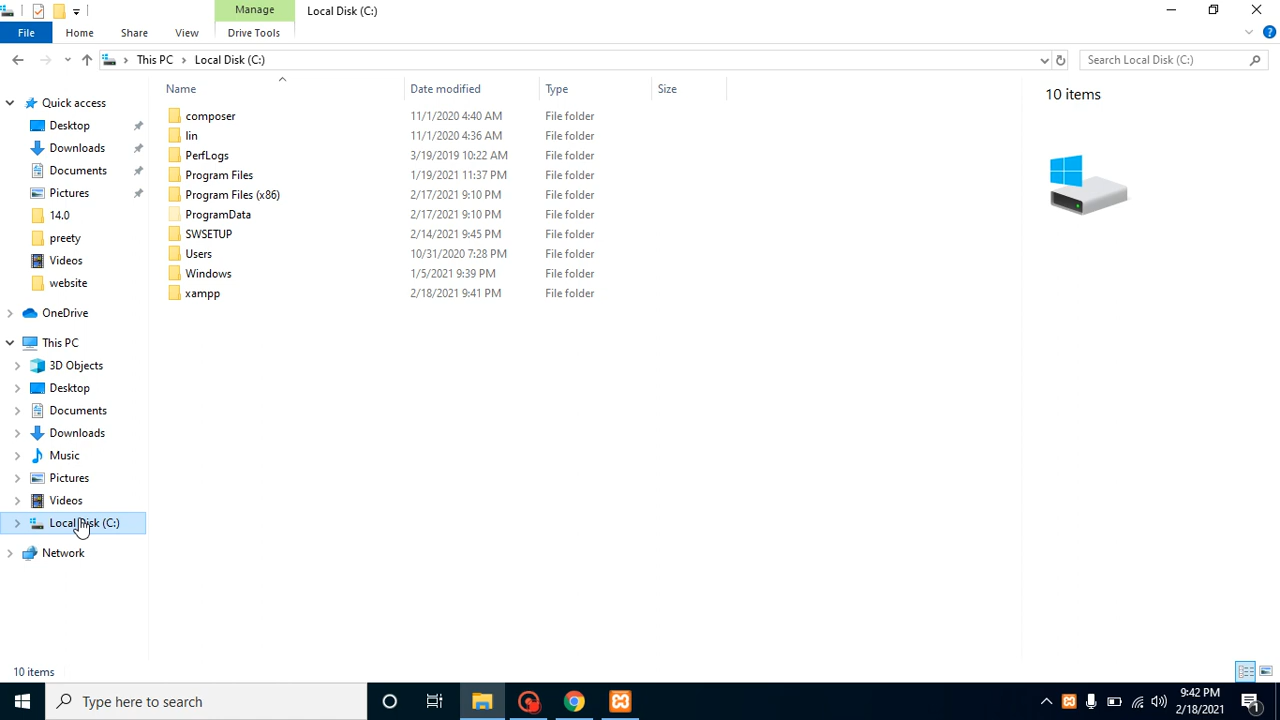 Manage
Local Disk (C:)
File
Home
Share
View
Drive Tools
This PC
Local Disk (C:)
Search Local Disk (C:)
Name
Date modified
Type
Size
composer 11/1/2020 4:40 AM File folder
lin 11/1/2020 4:36 AM File folder
PerfLogs 3/19/2019 10:22 AM File folder
Program Files 1/19/2021 11:37 PM File folder
Program Files (x86) 2/17/2021 9:10 PM File folder
ProgramData 2/17/2021 9:10 PM File folder
SWSETUP 2/14/2021 9:45 PM File folder
Users 10/31/2020 7:28 PM File folder
Windows 1/5/2021 9:39 PM File folder
xampp 2/18/2021 9:41 PM File folder
10 items
Quick access
Desktop
Downloads
Documents
Pictures
14.0
preety
Videos
website
OneDrive
This PC
3D Objects
Desktop
Documents
Downloads
Music
Pictures
Videos
Local Disk (C:)
Network
10 items
Type here to search
9:42 PM
2/18/2021
1